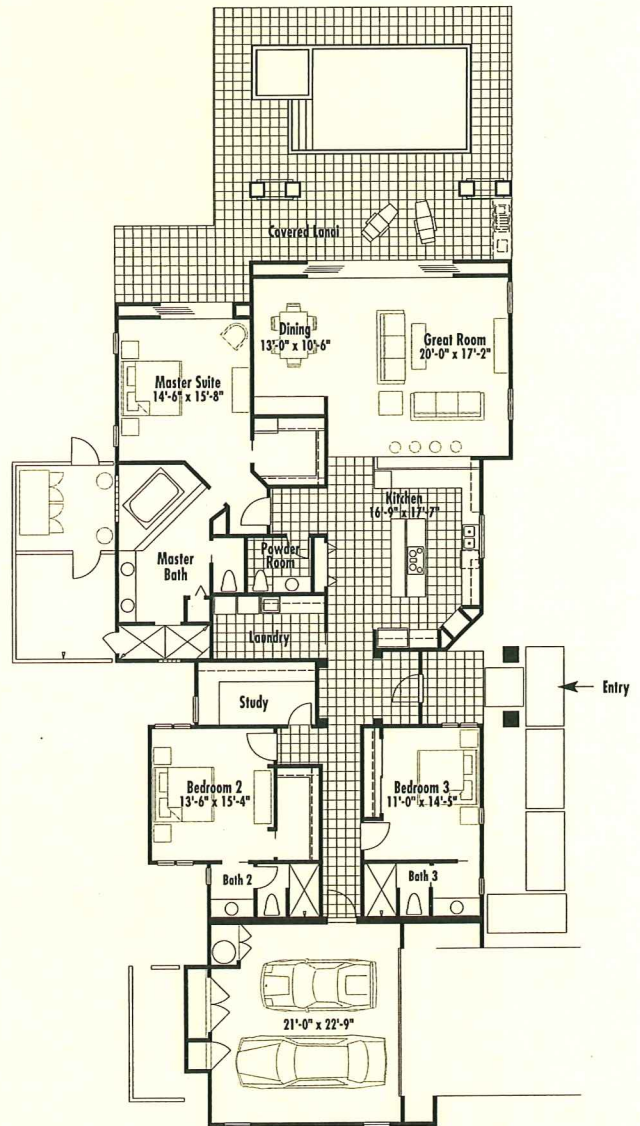 Covered Lanai
Dining
13'-0" x 10'-6"
Great Room
20'-0" x 17'-2"
Master Suite
14'-6" x 15'-8"
Kitchen
16'-9" x 17'-7"
Powder
Room
Master
Bath
Laundry
Study
Entry
Bedroom 2
13'-6" x 15'-4"
Bedroom 3
11'-0" x 14'-5"
Bath 2
Bath 3
21'-0" x 22'-9"